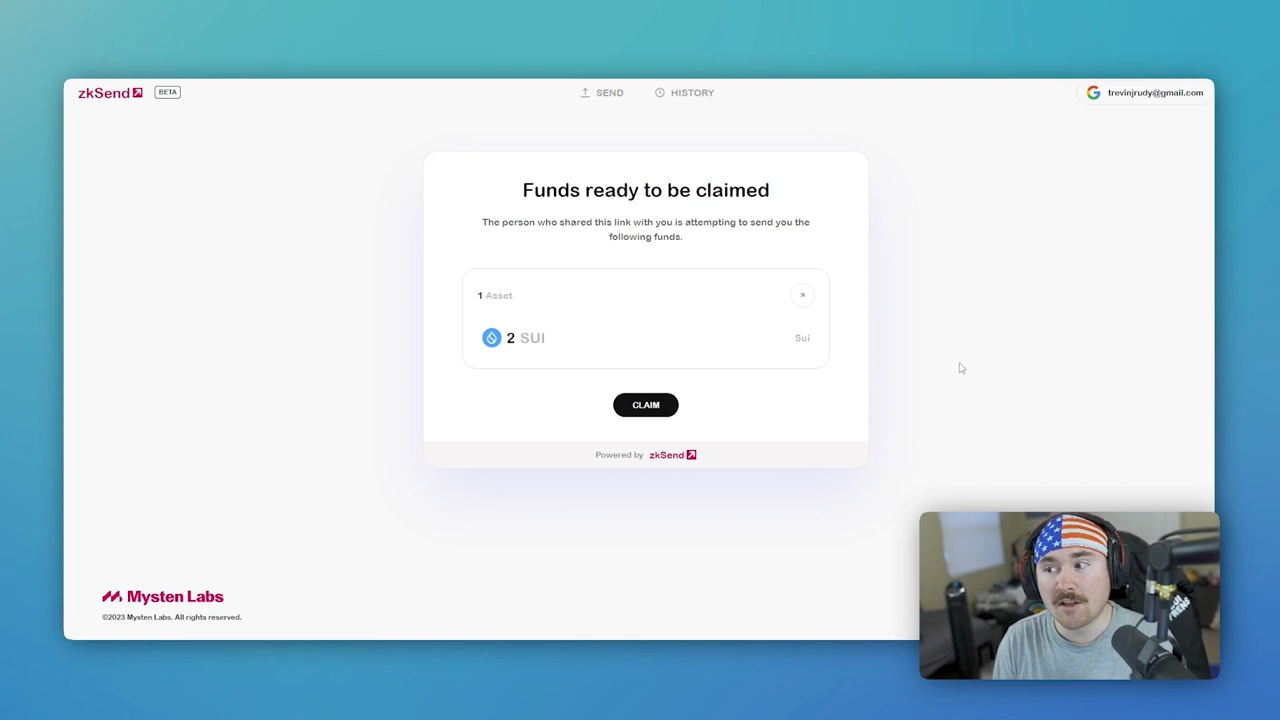 zkSend BETA
SEND
HISTORY
trevinjrudy@gmail.com
Funds ready to be claimed
The person who shared this link with you is attempting to send you the
following funds.
1 Asset
2 SUI
Sui
CLAIM
Powered by zkSend
Mysten Labs
©2023 Mysten Labs. All rights reserved.